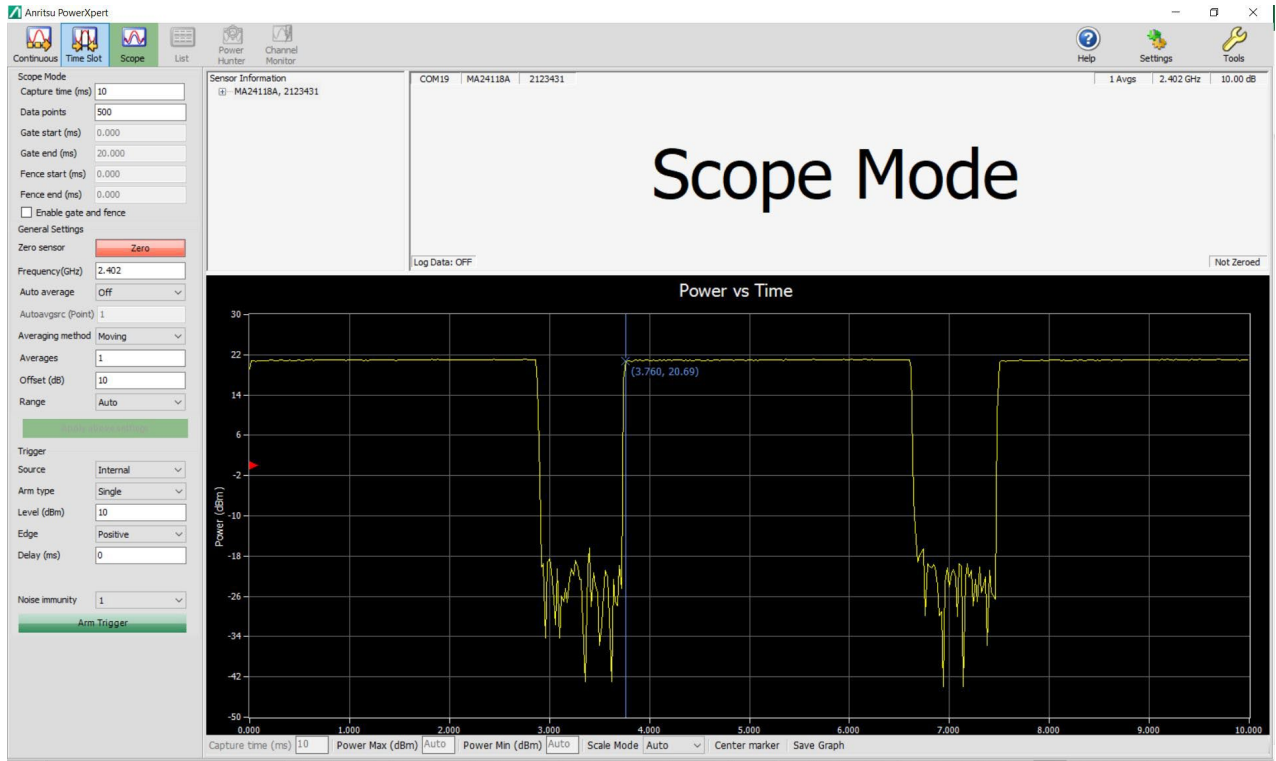 Anritsu PowerXpert
Continuous Time Slot Scope List Power Hunter Channel Monitor Help Settings Tools
Scope Mode
Capture time (ms) 10
Data points 500
Gate start (ms) 0.000
Gate end (ms) 20.000
Fence start (ms) 0.000
Fence end (ms) 0.000
Enable gate and fence
General Settings
Zero sensor Zero
Frequency(GHz) 2.402
Auto average Off
Autoavgsrc (Point) 1
Averaging method Moving
Averages 1
Offset (dB) 10
Range Auto
Trigger
Source Internal
Arm type Single
Level (dBm) 10
Edge Positive
Delay (ms) 0
Noise immunity 1
Arm Trigger
Sensor Information
MA24118A, 2123431
COM19 MA24118A 2123431 1 Avgs 2.402 GHz 10.00 dB
Scope Mode
Log Data: OFF Not Zeroed
Power vs Time
Power (dBm)
30
22
14
6
-2
-10
-18
-26
-34
-42
-50
(3.760, 20.69)
0.000 1.000 2.000 3.000 4.000 5.000 6.000 7.000 8.000 9.000 10.000
Capture time (ms) 10 Power Max (dBm) Auto Power Min (dBm) Auto Scale Mode Auto Center marker Save Graph